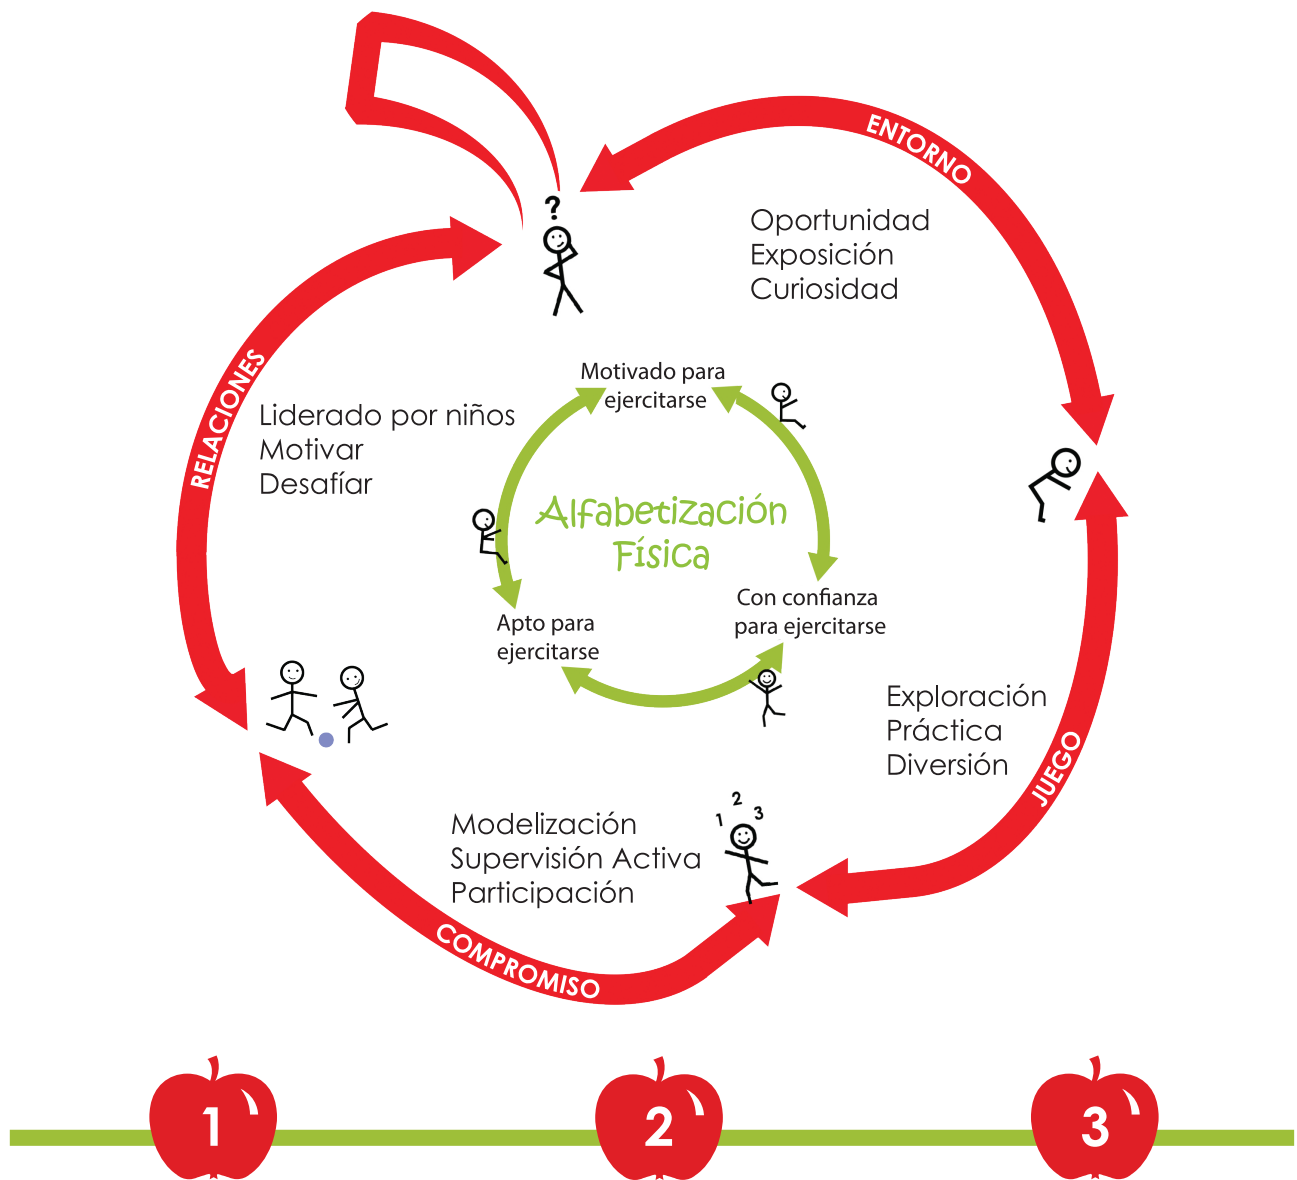 ?
ENTORNO
Oportunidad
Exposición
Curiosidad
RELACIONES
Liderado por niños
Motivar
Desafíar
Motivado para
ejercitarse
Alfabetización
Física
Con confianza
para ejercitarse
Apto para
ejercitarse
Exploración
Práctica
Diversión
JUEGO
1 2 3
Modelización
Supervisión Activa
Participación
COMPROMISO
1
2
3